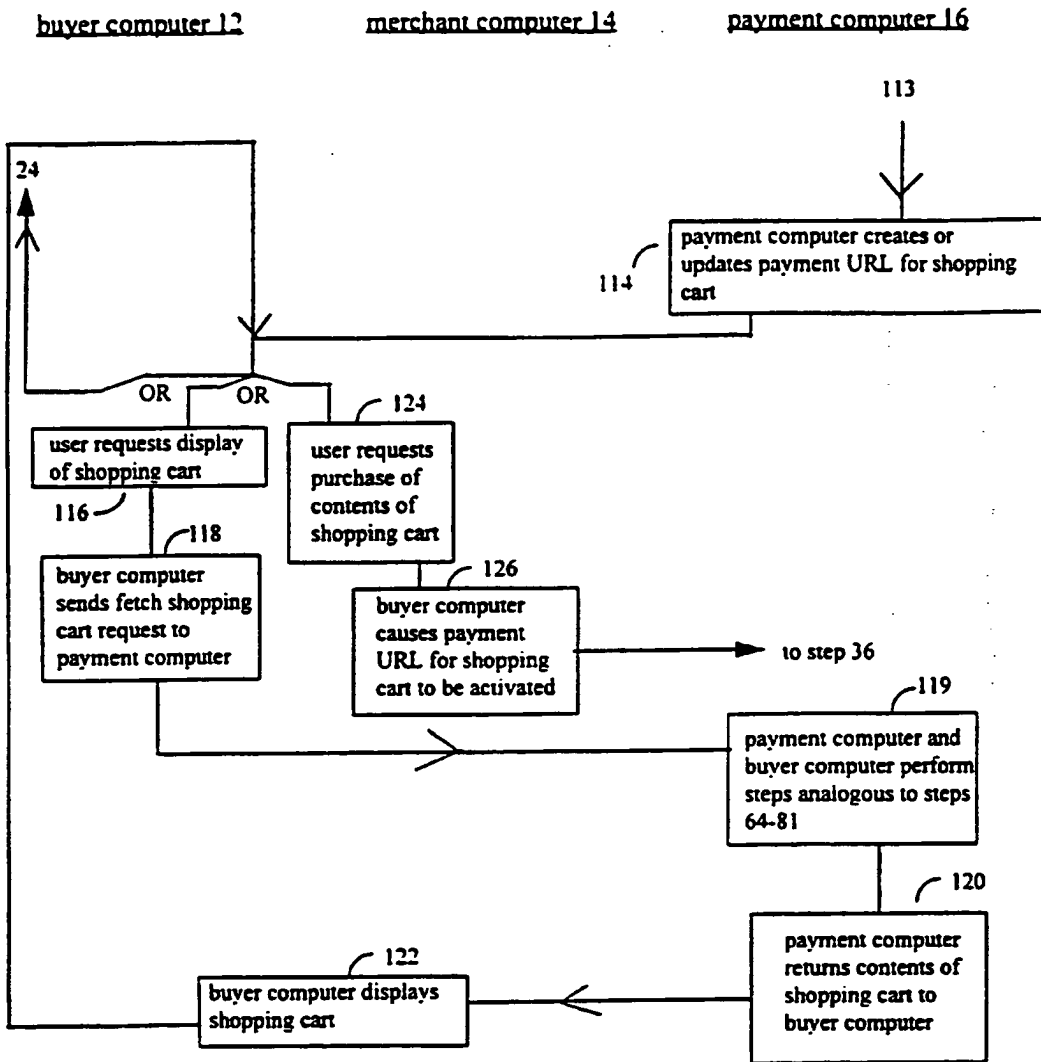 buyer computer 12
merchant computer 14
payment computer 16
113
24
payment computer creates or
updates payment URL for shopping
cart
114
OR
OR
124
user requests display
of shopping cart
116
user requests
purchase of
contents of
shopping cart
118
buyer computer
sends fetch shopping
cart request to
payment computer
126
buyer computer
causes payment
URL for shopping
cart to be activated
to step 36
119
payment computer and
buyer computer perform
steps analogous to steps
64-81
120
payment computer
returns contents of
shopping cart to
buyer computer
122
buyer computer displays
shopping cart